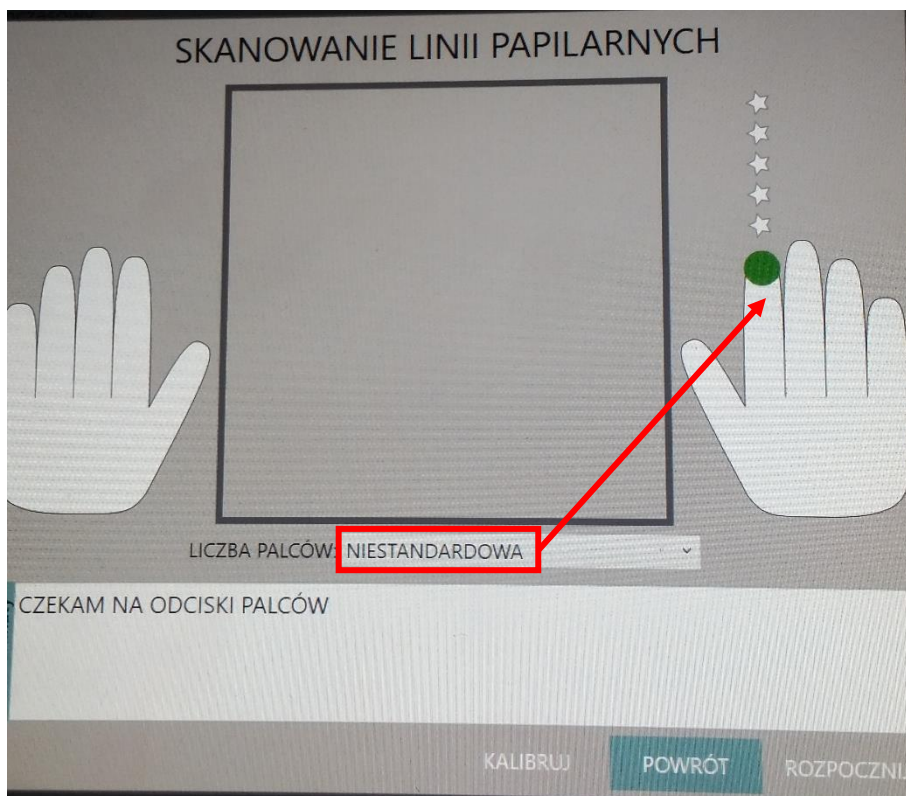 SKANOWANIE LINII PAPILARNYCH
LICZBA PALCÓW: NIESTANDARDOWA
CZEKAM NA ODCISKI PALCÓW
KALIBRUJ POWRÓT ROZPOCZNIJ